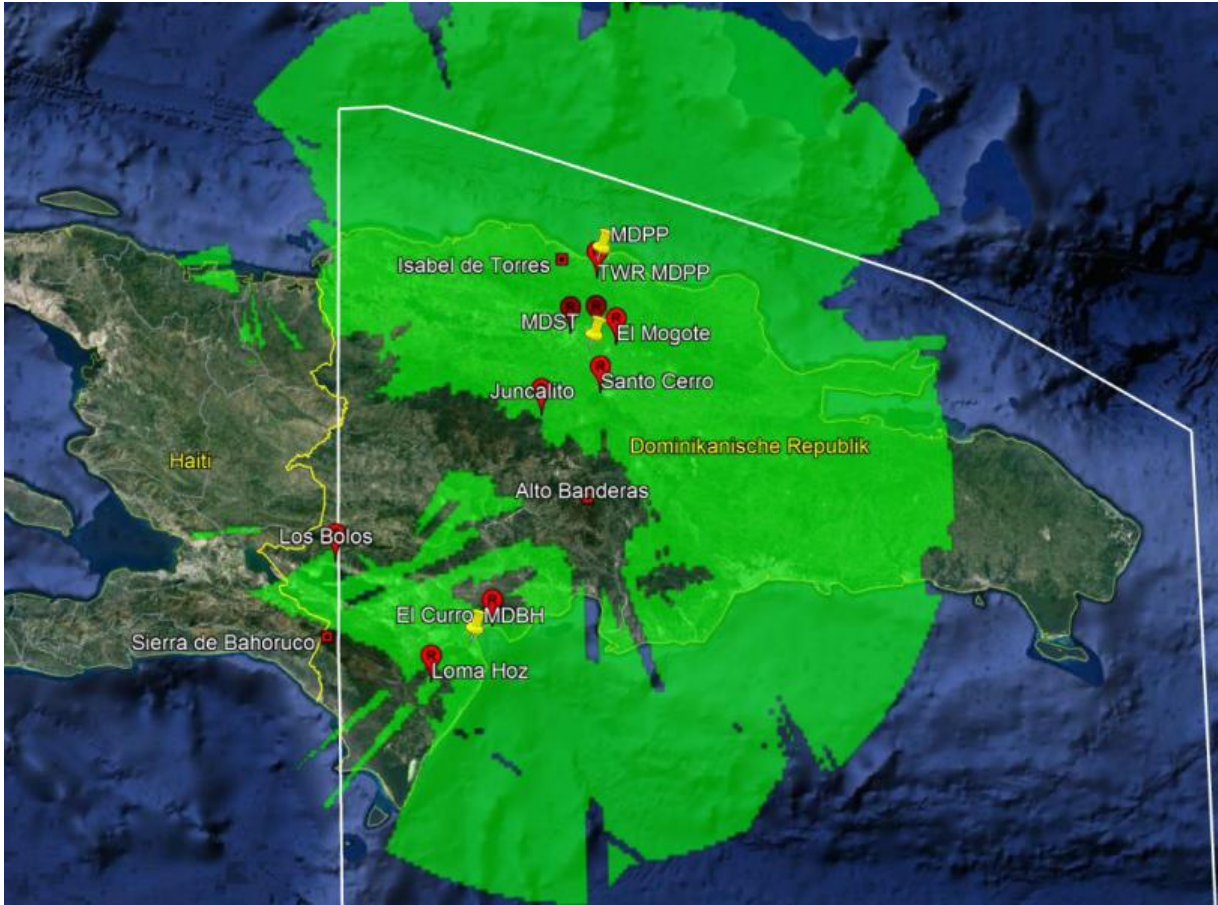 MDPP
Isabel de Torres
TWR MDPP
MDST
El Mogote
Juncalito
Santo Cerro
Haiti
Dominikanische Republik
Alto Banderas
Los Bolos
El Curro MDBH
Sierra de Bahoruco
Loma Hoz